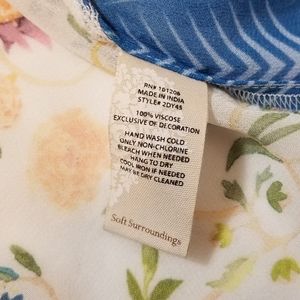 RN# 101206
MADE IN INDIA
STYLE# 2DY45
100% VISCOSE
EXCLUSIVE OF DECORATION
HAND WASH COLD
ONLY NON-CHLORINE
BLEACH WHEN NEEDED
HANG TO DRY
COOL IRON IF NEEDED
MAY BE DRY CLEANED
Soft Surroundings